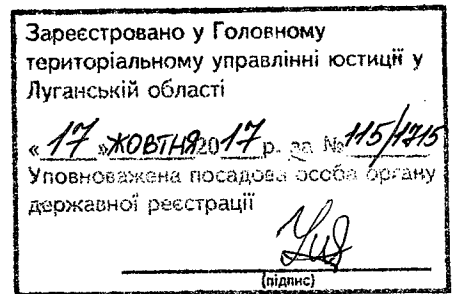 Зареєстровано у Головному
територіальному управлінні юстиції у
Луганській області
« 17 » жовтня 2017 р. за № 115/1715
Уповноважена посадова особа органу
державної реєстрації
(підпис)